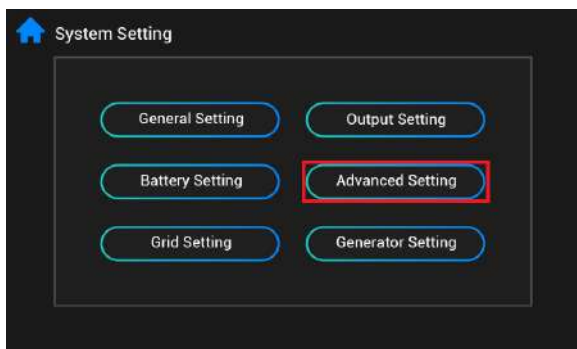 System Setting
General Setting
Output Setting
Battery Setting
Advanced Setting
Grid Setting
Generator Setting